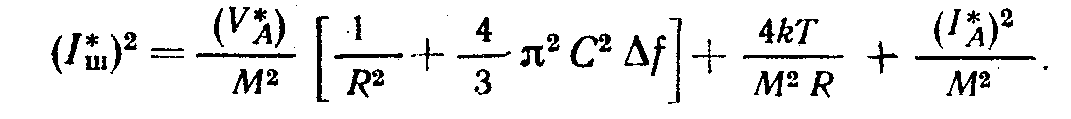 (I*ш)² = (V*A)/M² [1/R² + 4/3 π² C² Δf] + 4kT/M² R + (I*A)²/M².